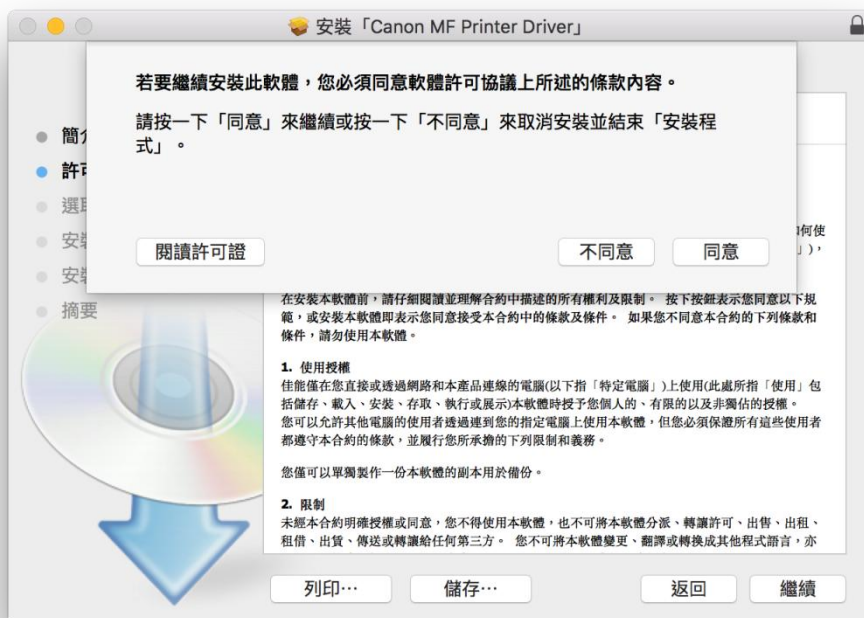 安裝「Canon MF Printer Driver」
若要繼續安裝此軟體，您必須同意軟體許可協議上所述的條款內容。
請按一下「同意」來繼續或按一下「不同意」來取消安裝並結束「安裝程
式」。
閱讀許可證
不同意
同意
簡介
許
選
安
安
摘要
何使
」)，
在安裝本軟體前，請仔細閱讀並理解合約中描述的所有權利及限制。 按下按鈕表示您同意以下規
範，或安裝本軟體即表示您同意接受本合約中的條款及條件。 如果您不同意本合約的下列條款和
條件，請勿使用本軟體。
1. 使用授權
佳能僅在您直接或透過網路和本產品連線的電腦(以下指「特定電腦」)上使用(此處所指「使用」包
括儲存、載入、安裝、存取、執行或展示)本軟體時授予您個人的、有限的以及非獨佔的授權。
您可以允許其他電腦的使用者透過連到您的指定電腦上使用本軟體，但您必須保證所有這些使用者
都遵守本合約的條款，並履行您所承擔的下列限制和義務。
您僅可以單獨製作一份本軟體的副本用於備份。
2. 限制
未經本合約明確授權或同意，您不得使用本軟體，也不可將本軟體分派、轉讓許可、出售、出租、
租借、出賃、傳送或轉讓給任何第三方。 您不可將本軟體變更、翻譯或轉換成其他程式語言，亦
列印…
儲存…
返回
繼續